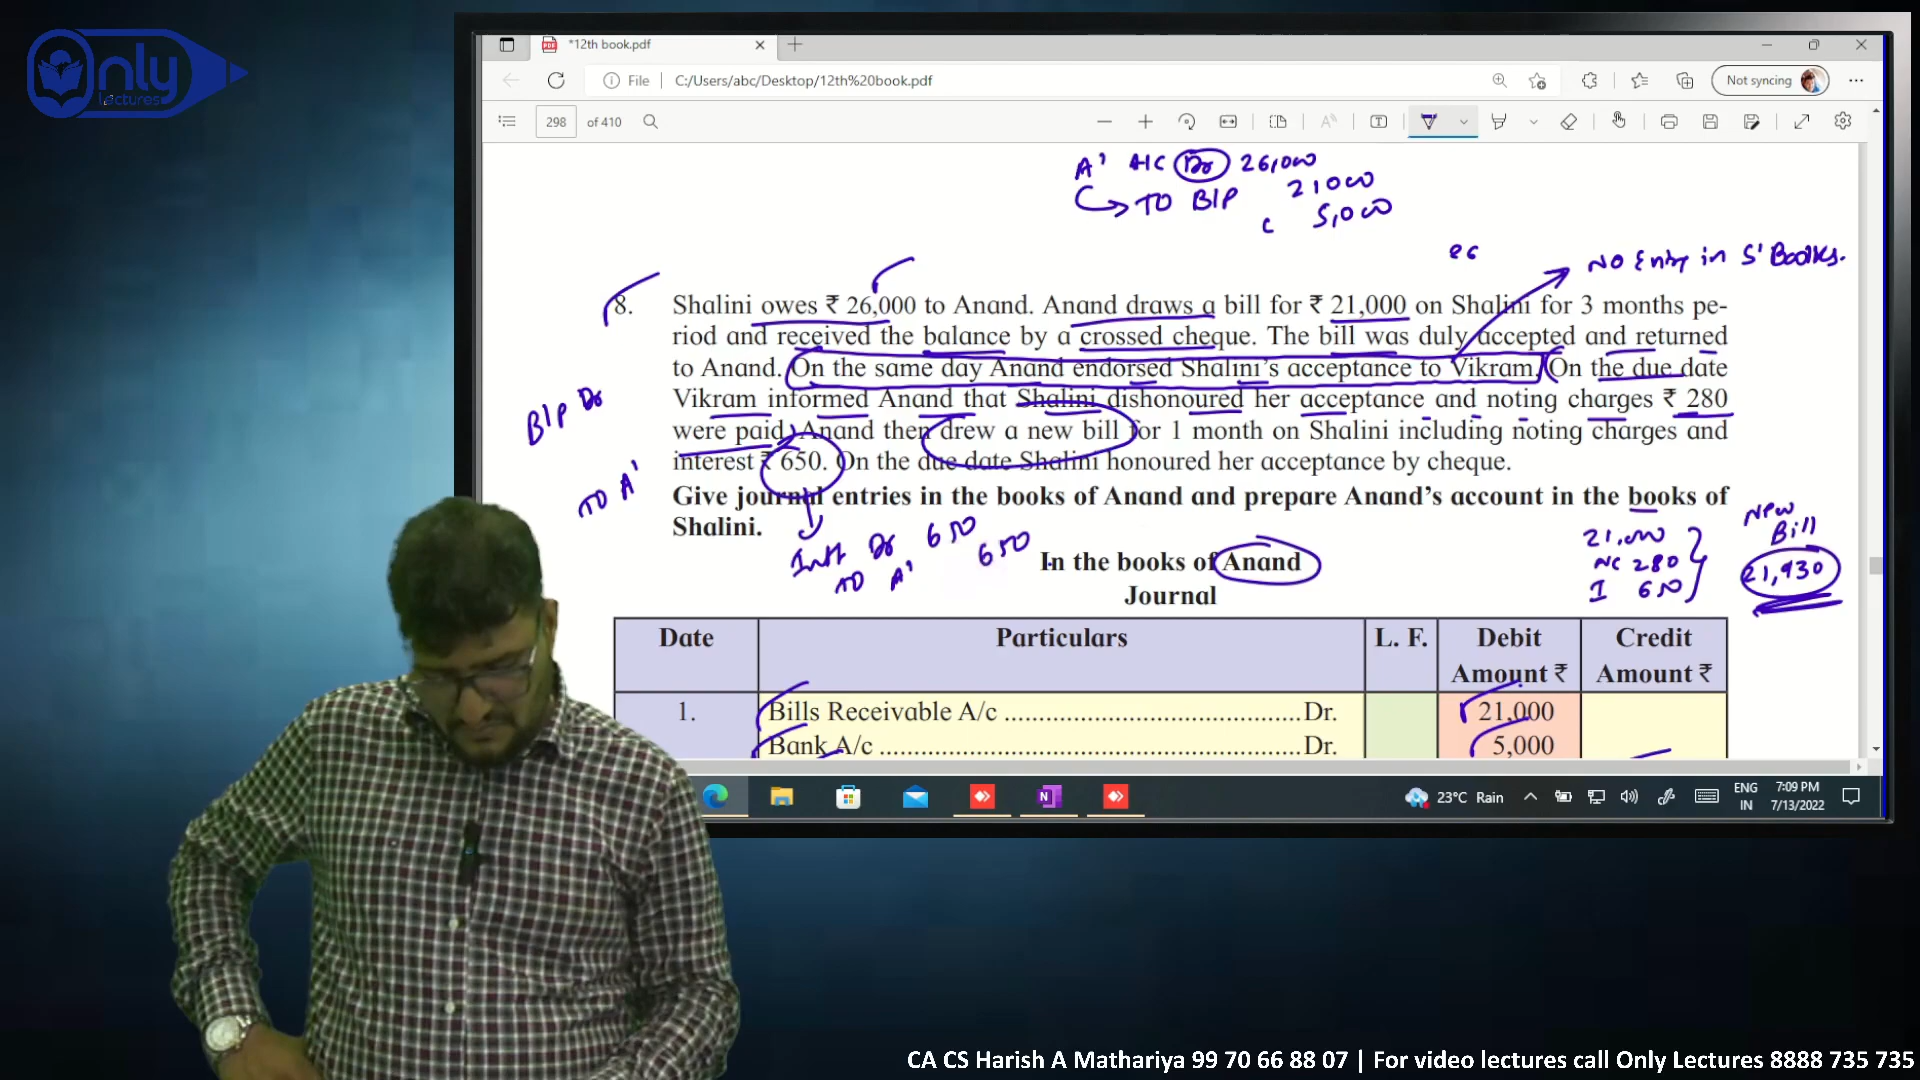 Only
Lectures
*12th book.pdf
File | C:/Users/abc/Desktop/12th%20book.pdf
Not syncing
298 of 410
A' A/C Dr 26,000
To B/P 21000
C 5,000
No Entry in S' Books.
8. Shalini owes ₹ 26,000 to Anand. Anand draws a bill for ₹ 21,000 on Shalini for 3 months pe-
riod and received the balance by a crossed cheque. The bill was duly accepted and returned
to Anand. On the same day Anand endorsed Shalini's acceptance to Vikram. On the due date
Vikram informed Anand that Shalini dishonoured her acceptance and noting charges ₹ 280
were paid, Anand then drew a new bill for 1 month on Shalini including noting charges and
interest ₹ 650. On the due date Shalini honoured her acceptance by cheque.
Give journal entries in the books of Anand and prepare Anand's account in the books of
Shalini.
B/P Dr
To A'
Intt Dr 650
To A' 650
21,000
NC 280
I 650
New
Bill
21,930
In the books of Anand
Journal
Date Particulars L. F. Debit Amount ₹ Credit Amount ₹
1. Bills Receivable A/c ........ Dr. 21,000
Bank A/c ........ Dr. 5,000
23°C Rain
ENG
IN
7:09 PM
7/13/2022
CA CS Harish A Mathariya 99 70 66 88 07 | For video lectures call Only Lectures 8888 735 735